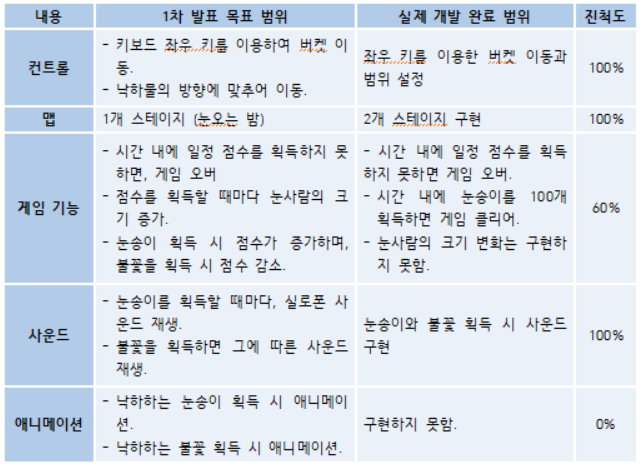 내용 1차 발표 목표 범위 실제 개발 완료 범위 진척도
컨트롤
- 키보드 좌우 키를 이용하여 버켓 이
동.
- 낙하물의 방향에 맞추어 이동.
좌우 키를 이용한 버켓 이동과
범위 설정
100%
맵 1개 스테이지 (눈오는 밤) 2개 스테이지 구현 100%
게임 기능
- 시간 내에 일정 점수를 획득하지 못
하면, 게임 오버
- 점수를 획득할 때마다 눈사람의 크
기 증가.
- 눈송이 획득 시 점수가 증가하며,
불꽃을 획득 시 점수 감소.
- 시간 내에 일정 점수를 획득
하지 못하면 게임 오버.
- 시간 내에 눈송이를 100개
획득하면 게임 클리어.
- 눈사람의 크기 변화는 구현하
지 못함.
60%
사운드
- 눈송이를 획득할 때마다, 실로폰 사
운드 재생.
- 불꽃을 획득하면 그에 따른 사운드
재생.
눈송이와 불꽃 획득 시 사운드
구현
100%
애니메이션
- 낙하하는 눈송이 획득 시 애니메이
션.
- 낙하하는 불꽃 획득 시 애니메이션.
구현하지 못함.
0%